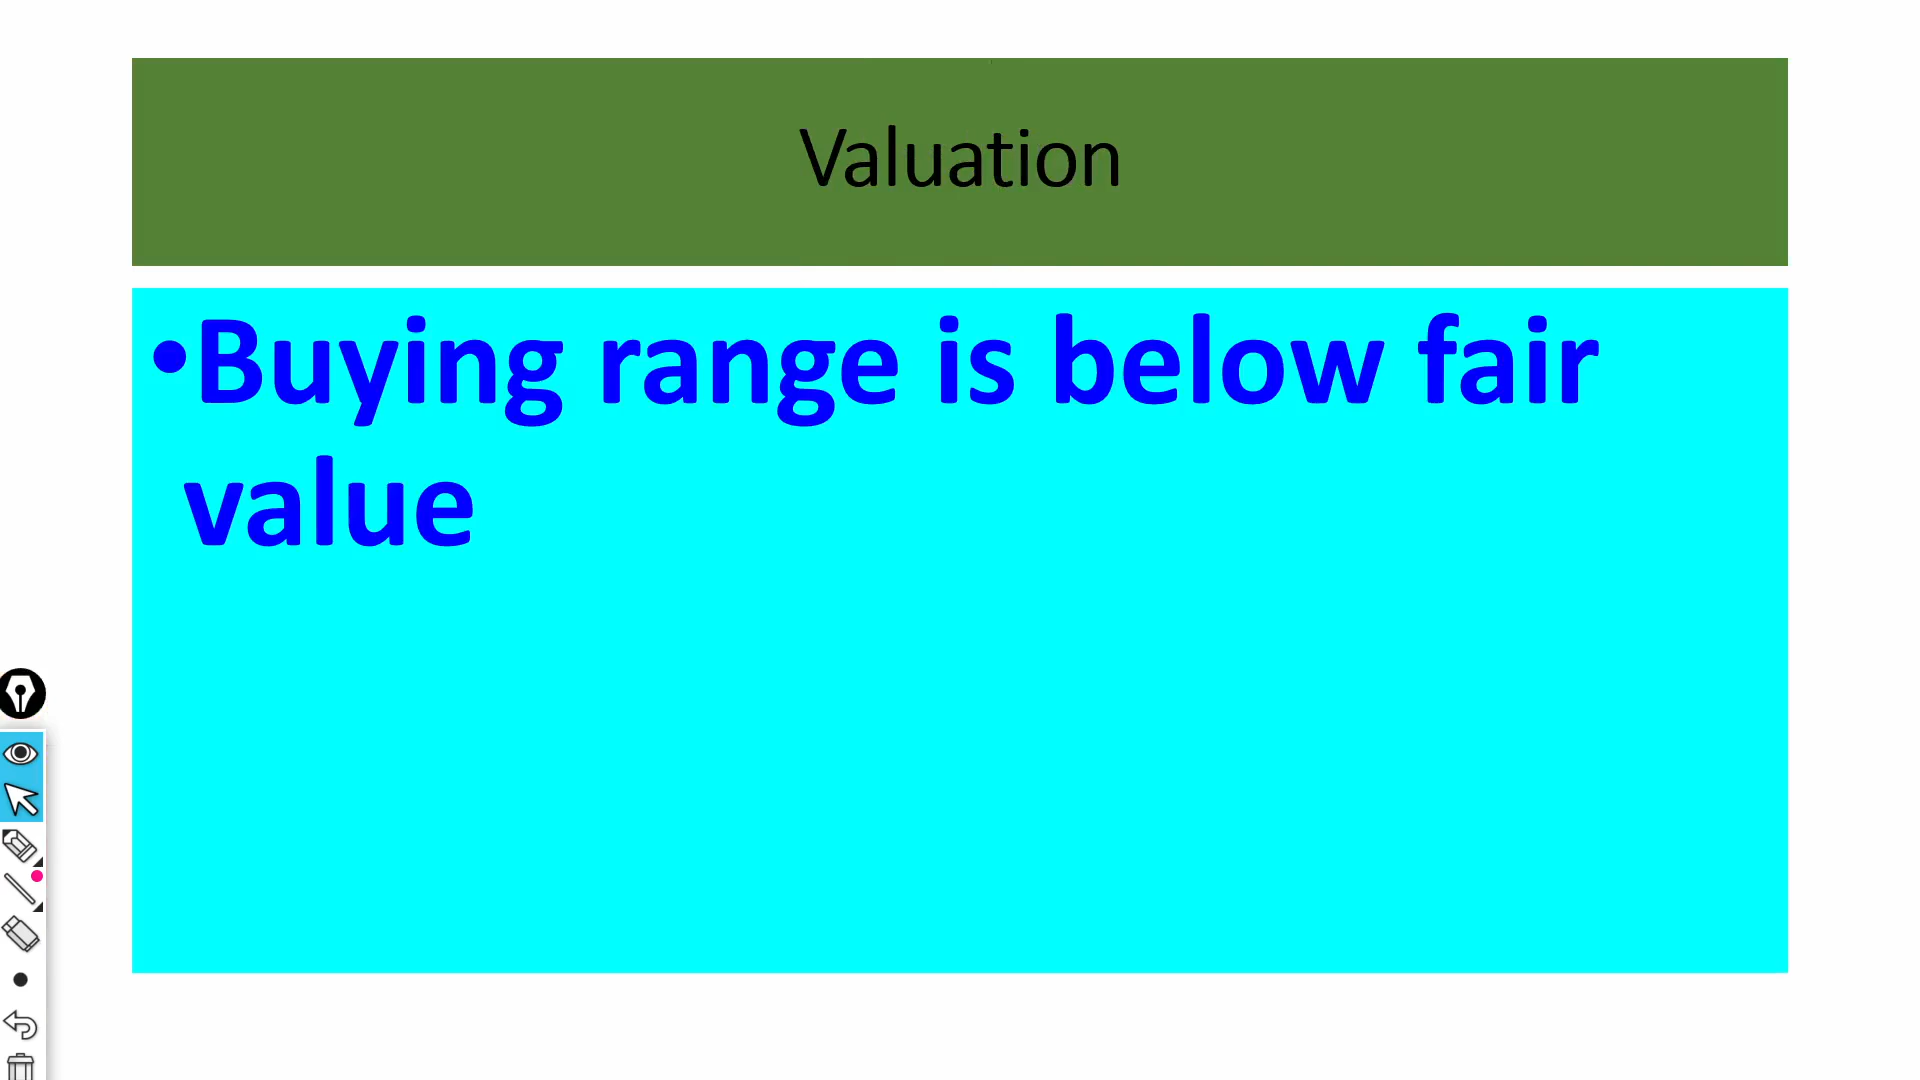 Valuation
•Buying range is below fair
value